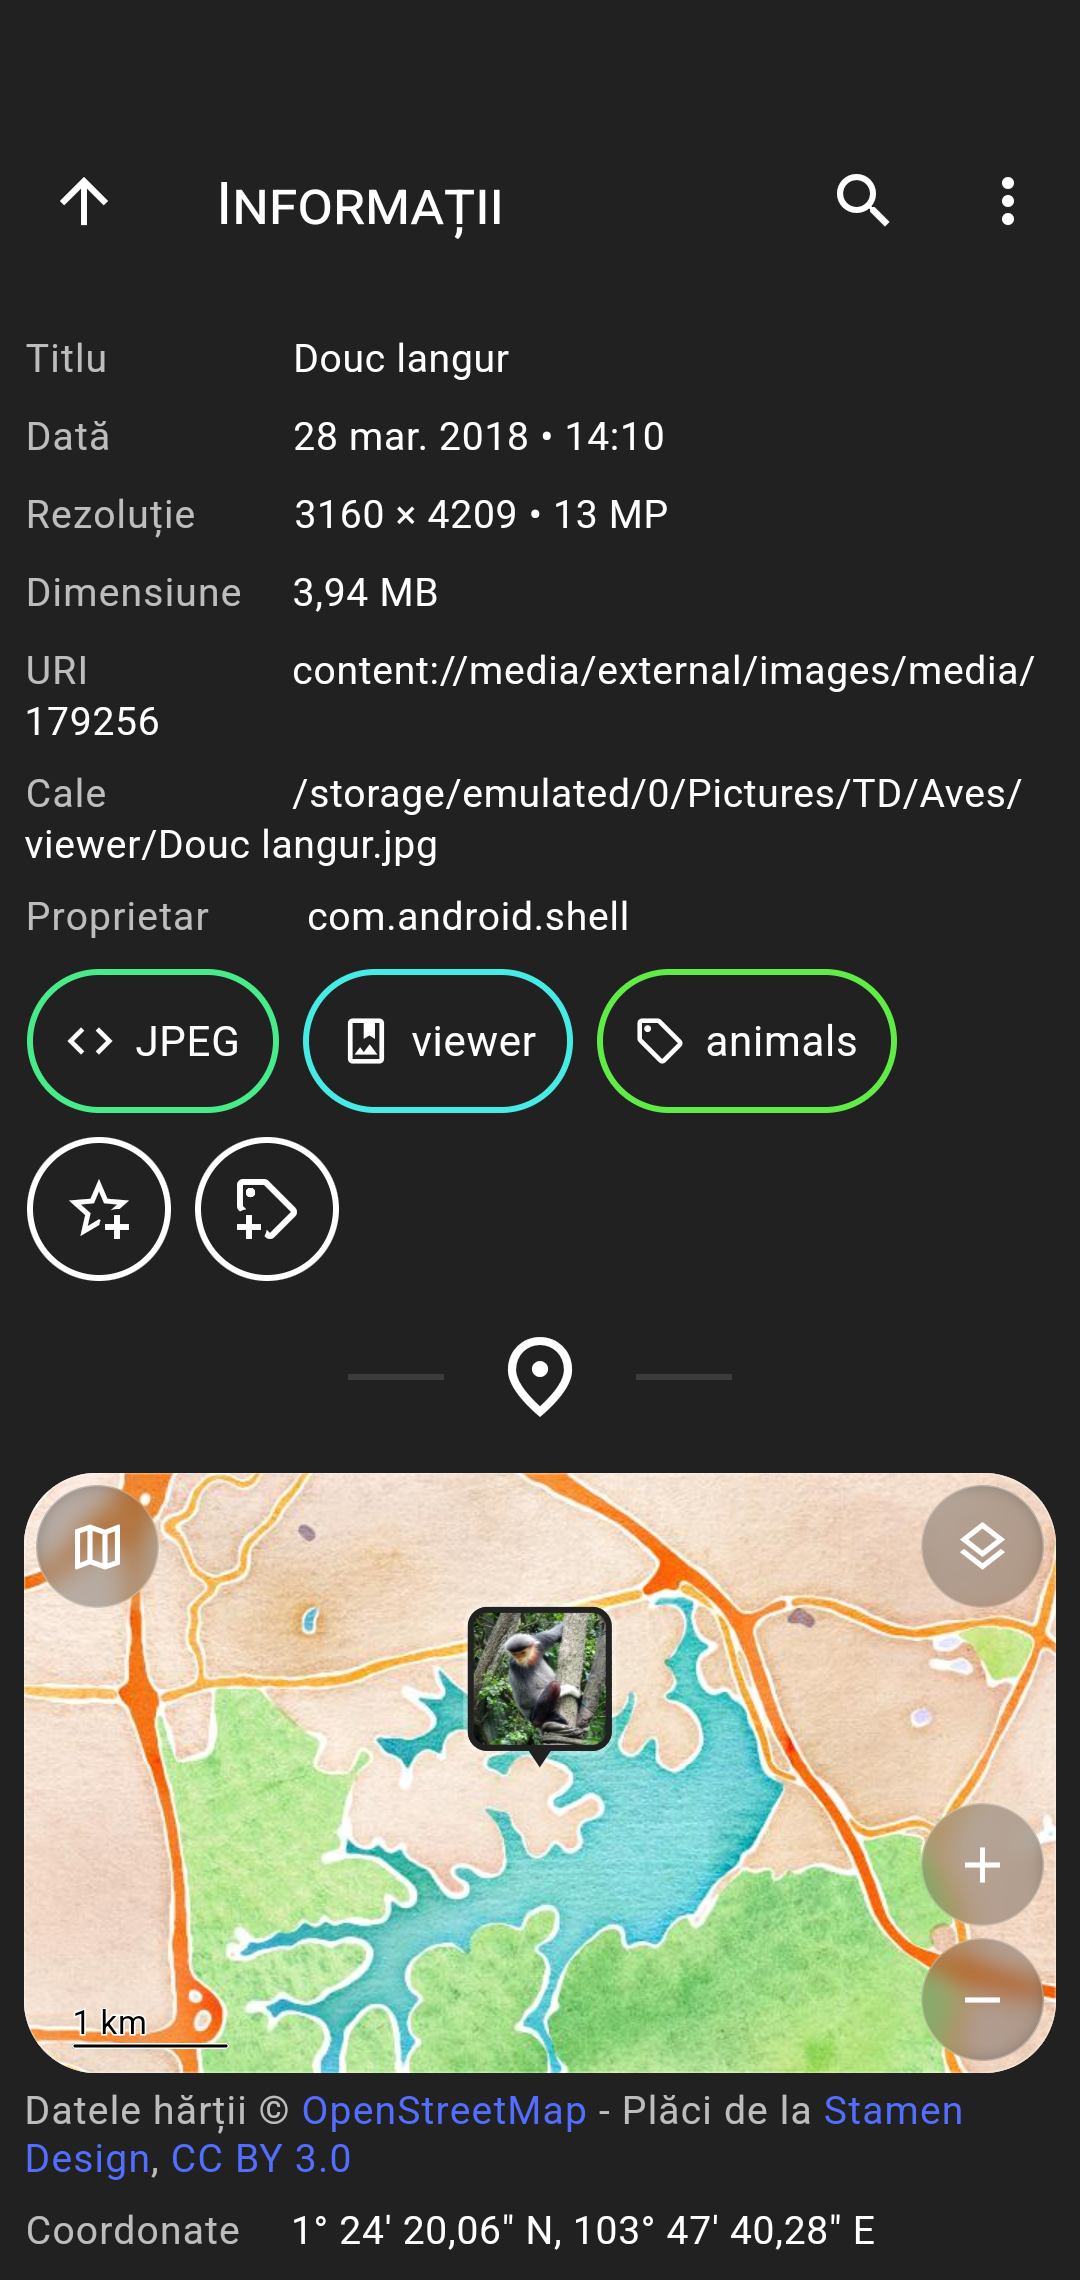 Informații
Titlu Douc langur
Dată 28 mar. 2018 • 14:10
Rezoluție 3160 × 4209 • 13 MP
Dimensiune 3,94 MB
URI content://media/external/images/media/
179256
Cale /storage/emulated/0/Pictures/TD/Aves/
viewer/Douc langur.jpg
Proprietar com.android.shell
JPEG viewer animals
1 km
Datele hărții © OpenStreetMap - Plăci de la Stamen
Design, CC BY 3.0
Coordonate 1° 24' 20,06" N, 103° 47' 40,28" E